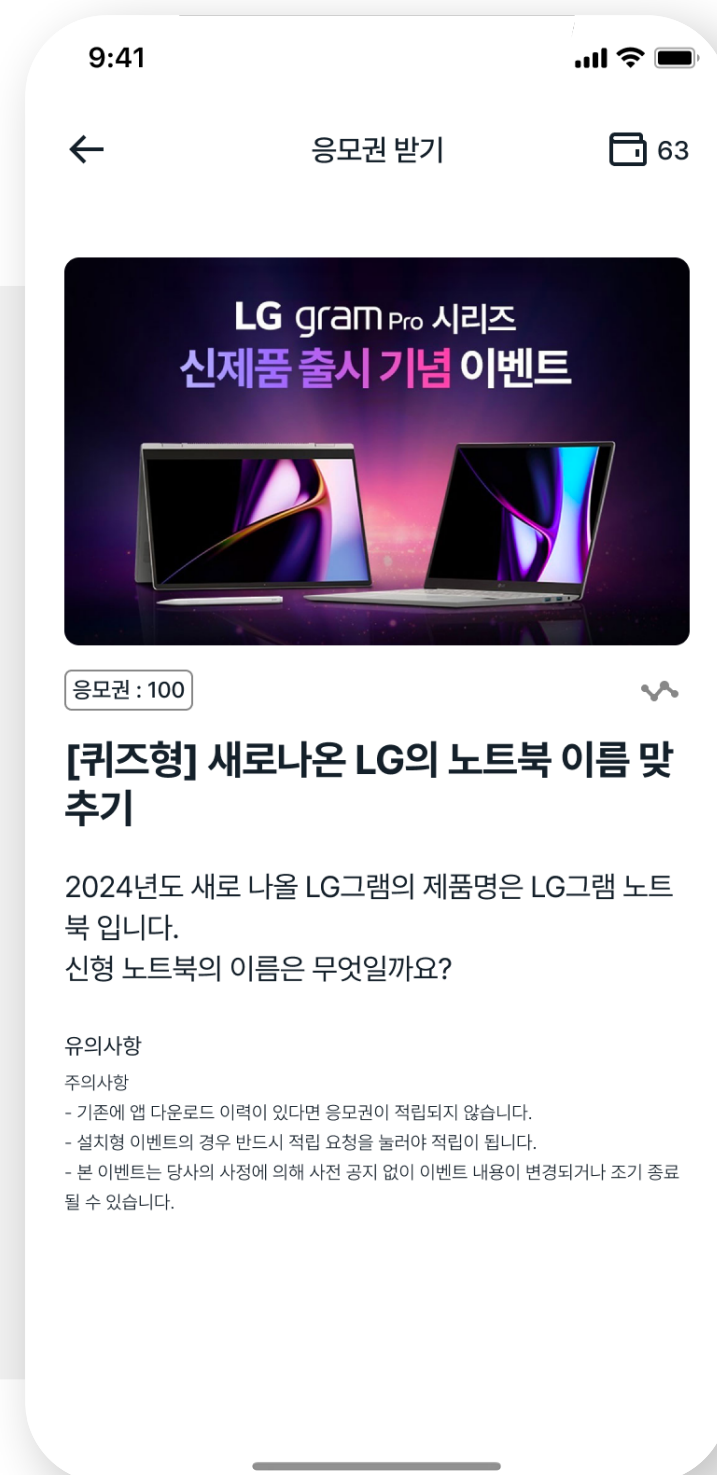 9:41
응모권 받기
63
LG gram Pro 시리즈
신제품 출시 기념 이벤트
응모권 : 100
[퀴즈형] 새로나온 LG의 노트북 이름 맞
추기
2024년도 새로 나올 LG그램의 제품명은 LG그램 노트
북 입니다.
신형 노트북의 이름은 무엇일까요?
유의사항
주의사항
- 기존에 앱 다운로드 이력이 있다면 응모권이 적립되지 않습니다.
- 설치형 이벤트의 경우 반드시 적립 요청을 눌러야 적립이 됩니다.
- 본 이벤트는 당사의 사정에 의해 사전 공지 없이 이벤트 내용이 변경되거나 조기 종료
될 수 있습니다.